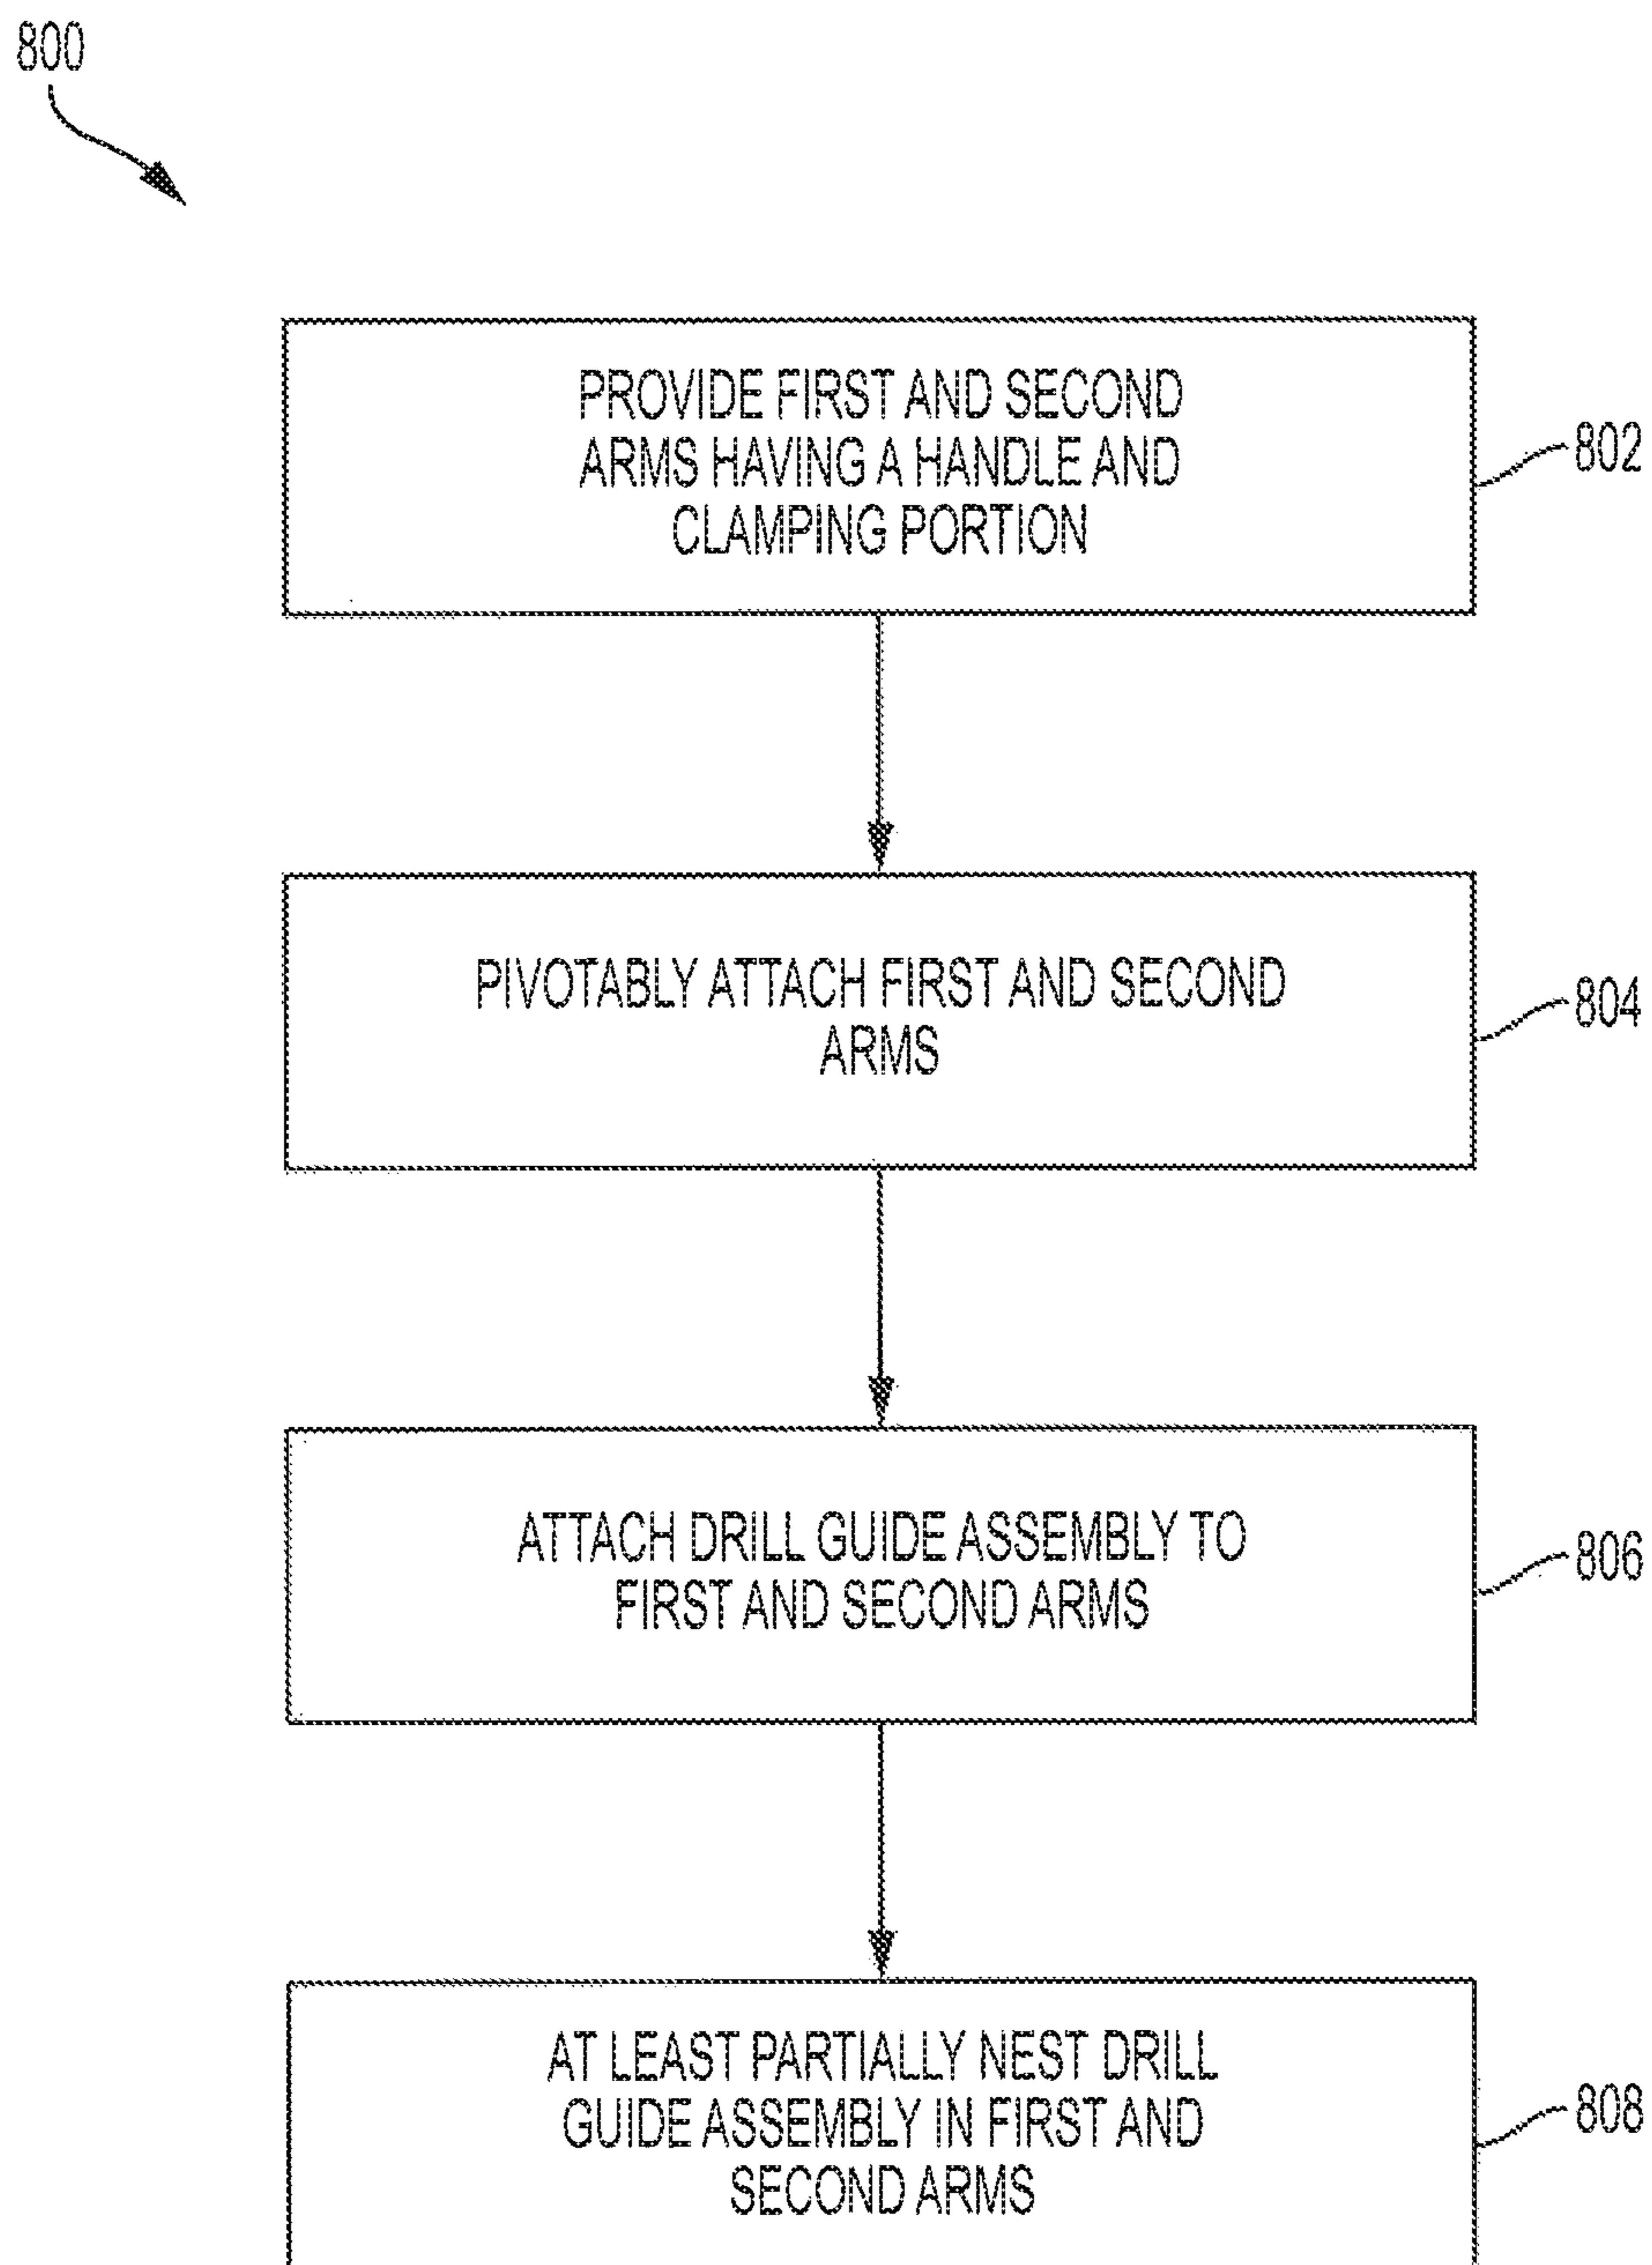 800
PROVIDE FIRST AND SECOND
ARMS HAVING A HANDLE AND
CLAMPING PORTION
802
PIVOTABLY ATTACH FIRST AND SECOND
ARMS
804
ATTACH DRILL GUIDE ASSEMBLY TO
FIRST AND SECOND ARMS
806
AT LEAST PARTIALLY NEST DRILL
GUIDE ASSEMBLY IN FIRST AND
SECOND ARMS
808